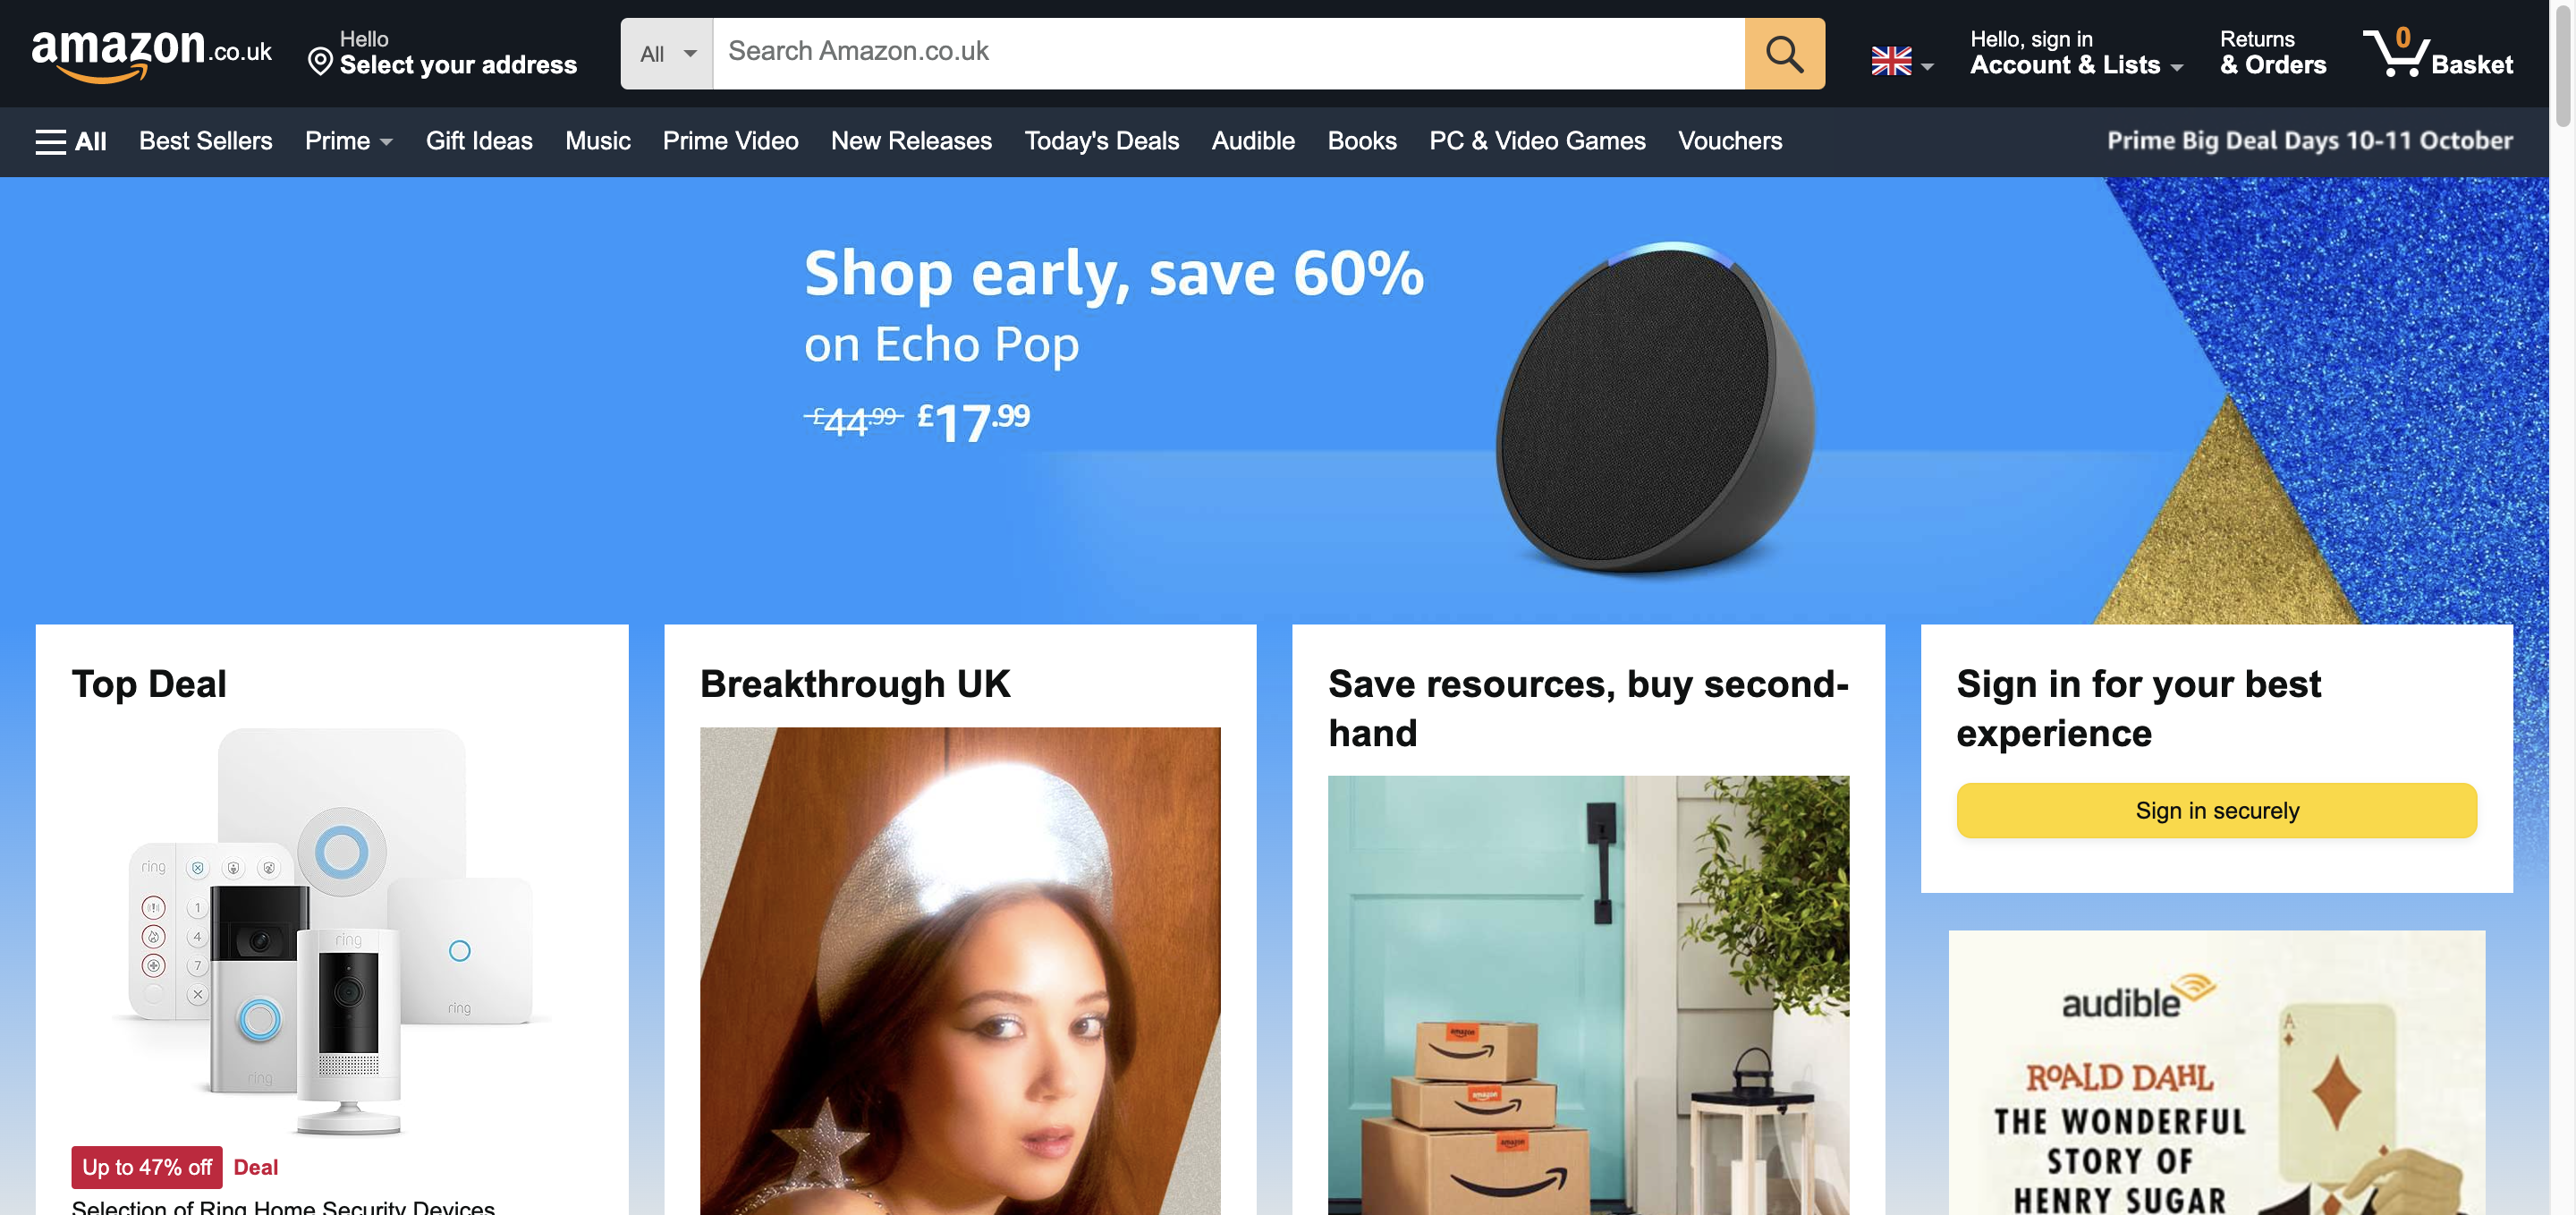 amazon.co.uk
Hello
Select your address
All
Search Amazon.co.uk
Hello, sign in
Account & Lists
Returns
& Orders
0
Basket
All
Best Sellers
Prime
Gift Ideas
Music
Prime Video
New Releases
Today's Deals
Audible
Books
PC & Video Games
Vouchers
Prime Big Deal Days 10-11 October
Shop early, save 60%
on Echo Pop
£44.99 £17.99
Top Deal
ring
1
4
7
ring
ring
ring
Up to 47% off Deal
Selection of Ring Home Security Devices
Breakthrough UK
Save resources, buy second-
hand
amazon
amazon
amazon
Sign in for your best
experience
Sign in securely
audible
A
ROALD DAHL
THE WONDERFUL
STORY OF
HENRY SUGAR